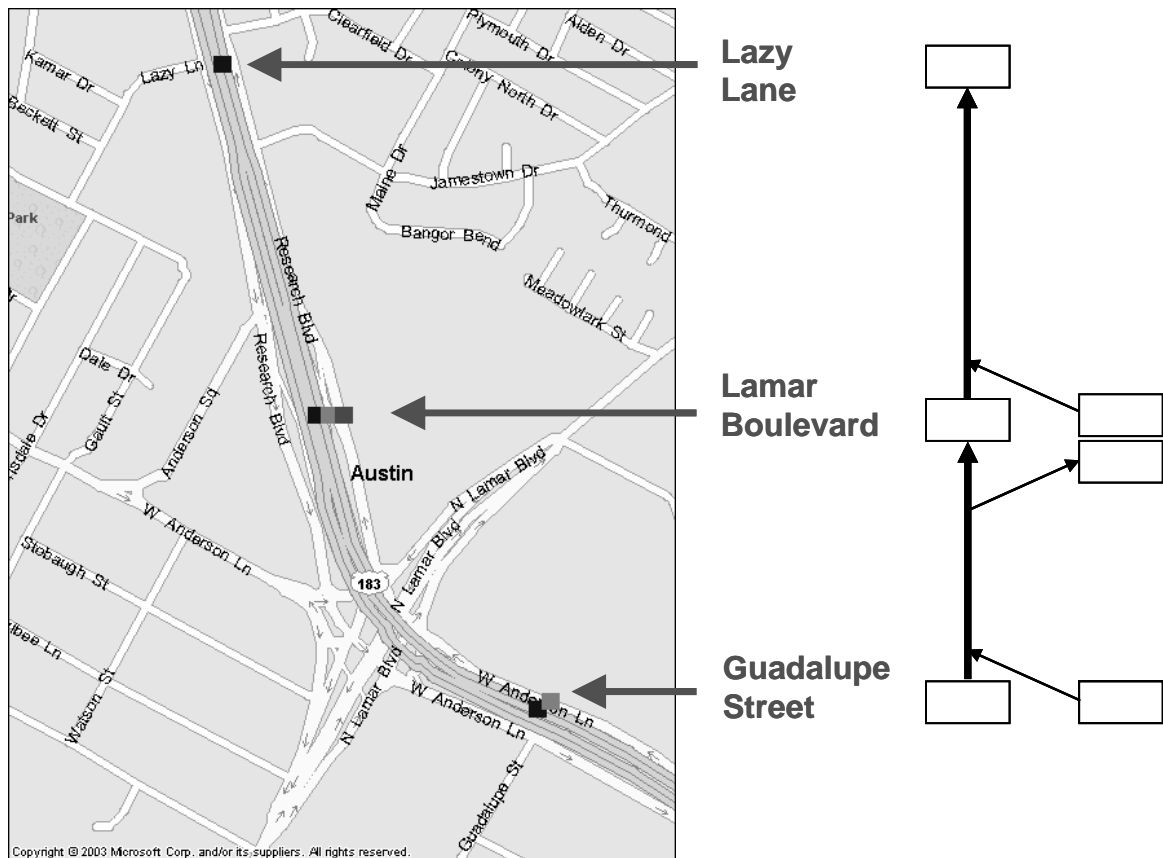 Clearfield Dr
Plymouth Dr
Alden Dr
Colony North Dr
Kamar Dr
Lazy Ln
Beckett St
Maine Dr
Jamestown Dr
Thurmond
Park
Bangor Bend
Research Blvd
Meadowlark St
Dale Dr
Research Blvd
Gault St
Anderson Sq
Austin
N Lamar Blvd
W Anderson Ln
N Lamar Blvd
Stobaugh St
183
W Anderson Ln
N Lamar Blvd
W Anderson Ln
Watson St
Guadalupe St
Copyright © 2003 Microsoft Corp. and/or its suppliers. All rights reserved.
Lazy
Lane
Lamar
Boulevard
Guadalupe
Street